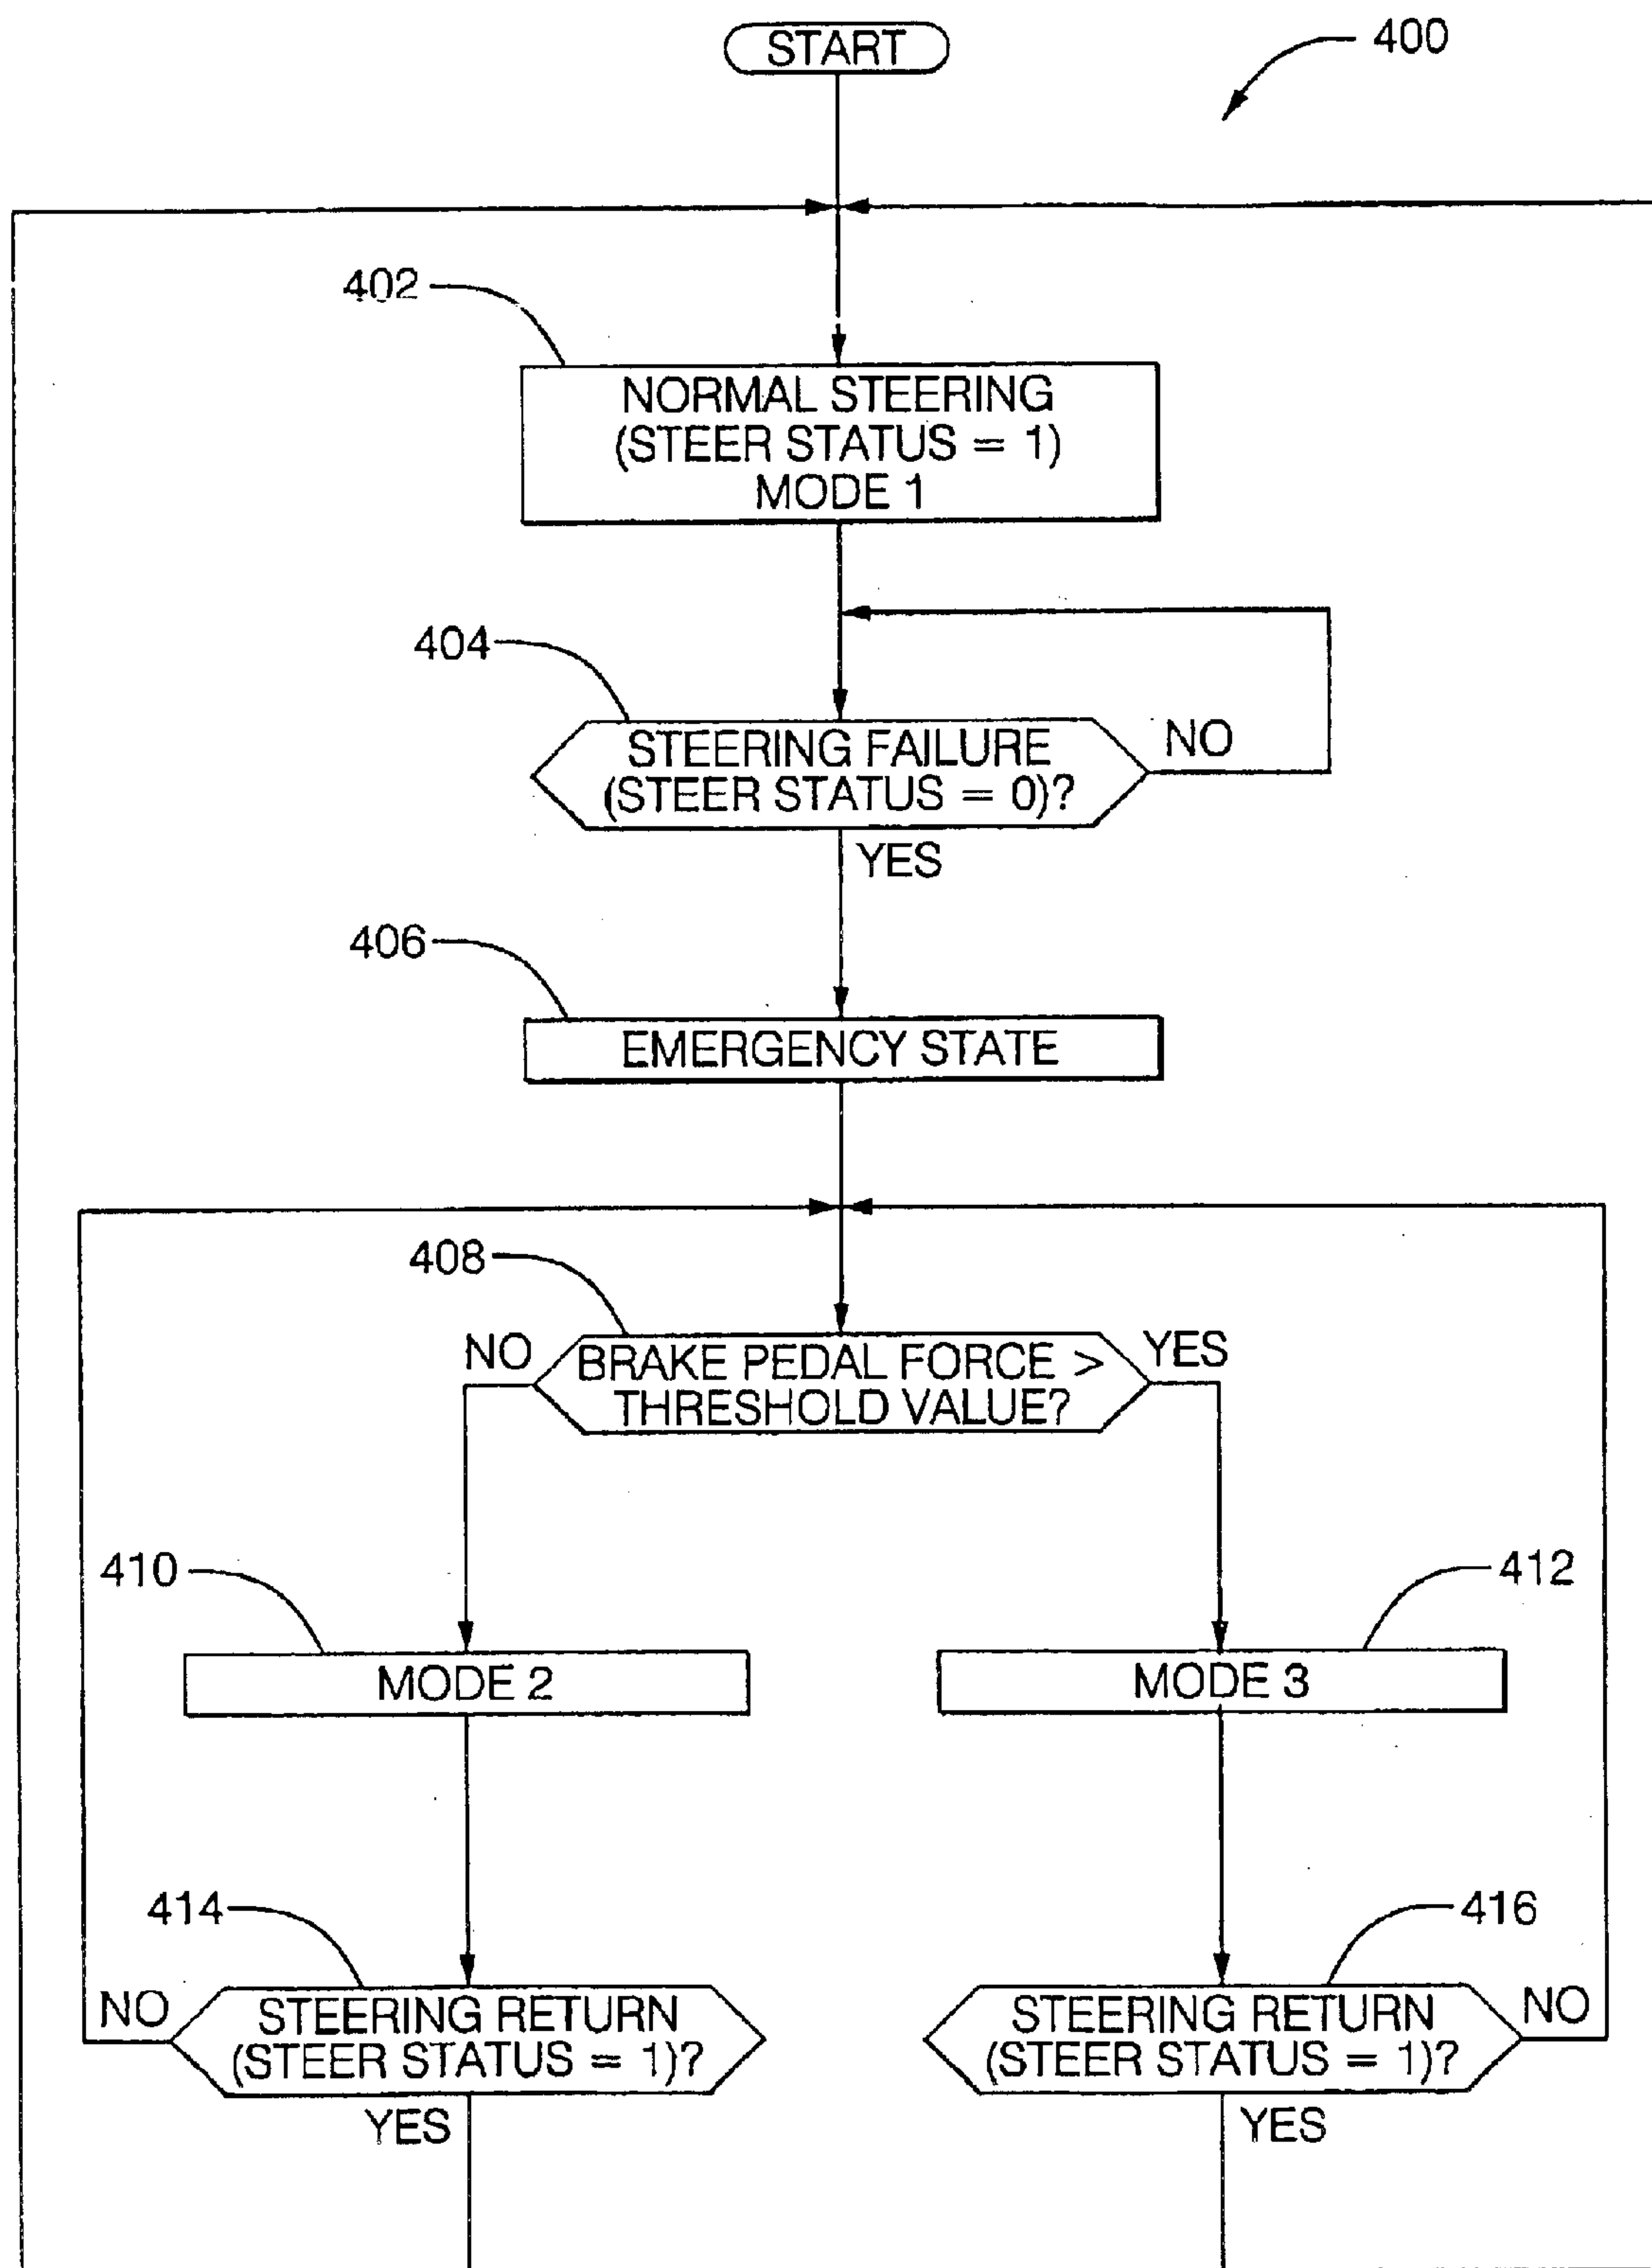 START
400
402
NORMAL STEERING
(STEER STATUS = 1)
MODE 1
404
STEERING FAILURE
(STEER STATUS = 0)?
NO
YES
406
EMERGENCY STATE
408
NO
BRAKE PEDAL FORCE >
THRESHOLD VALUE?
YES
410
412
MODE 2
MODE 3
414
416
NO
STEERING RETURN
(STEER STATUS = 1)?
STEERING RETURN
(STEER STATUS = 1)?
NO
YES
YES